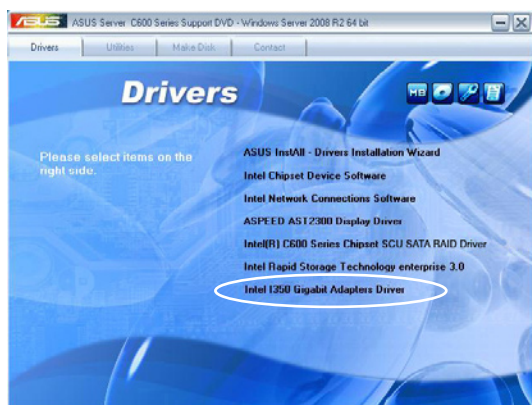 ASUS ASUS Server C600 Series Support DVD - Windows Server 2008 R2 64 bit
Drivers Utilities Make Disk Contact
Drivers
MB
Please select items on the
right side.
ASUS InstAll - Drivers Installation Wizard
Intel Chipset Device Software
Intel Network Connections Software
ASPEED AST2300 Display Driver
Intel(R) C600 Series Chipset SCU SATA RAID Driver
Intel Rapid Storage Technology enterprise 3.0
Intel I350 Gigabit Adapters Driver